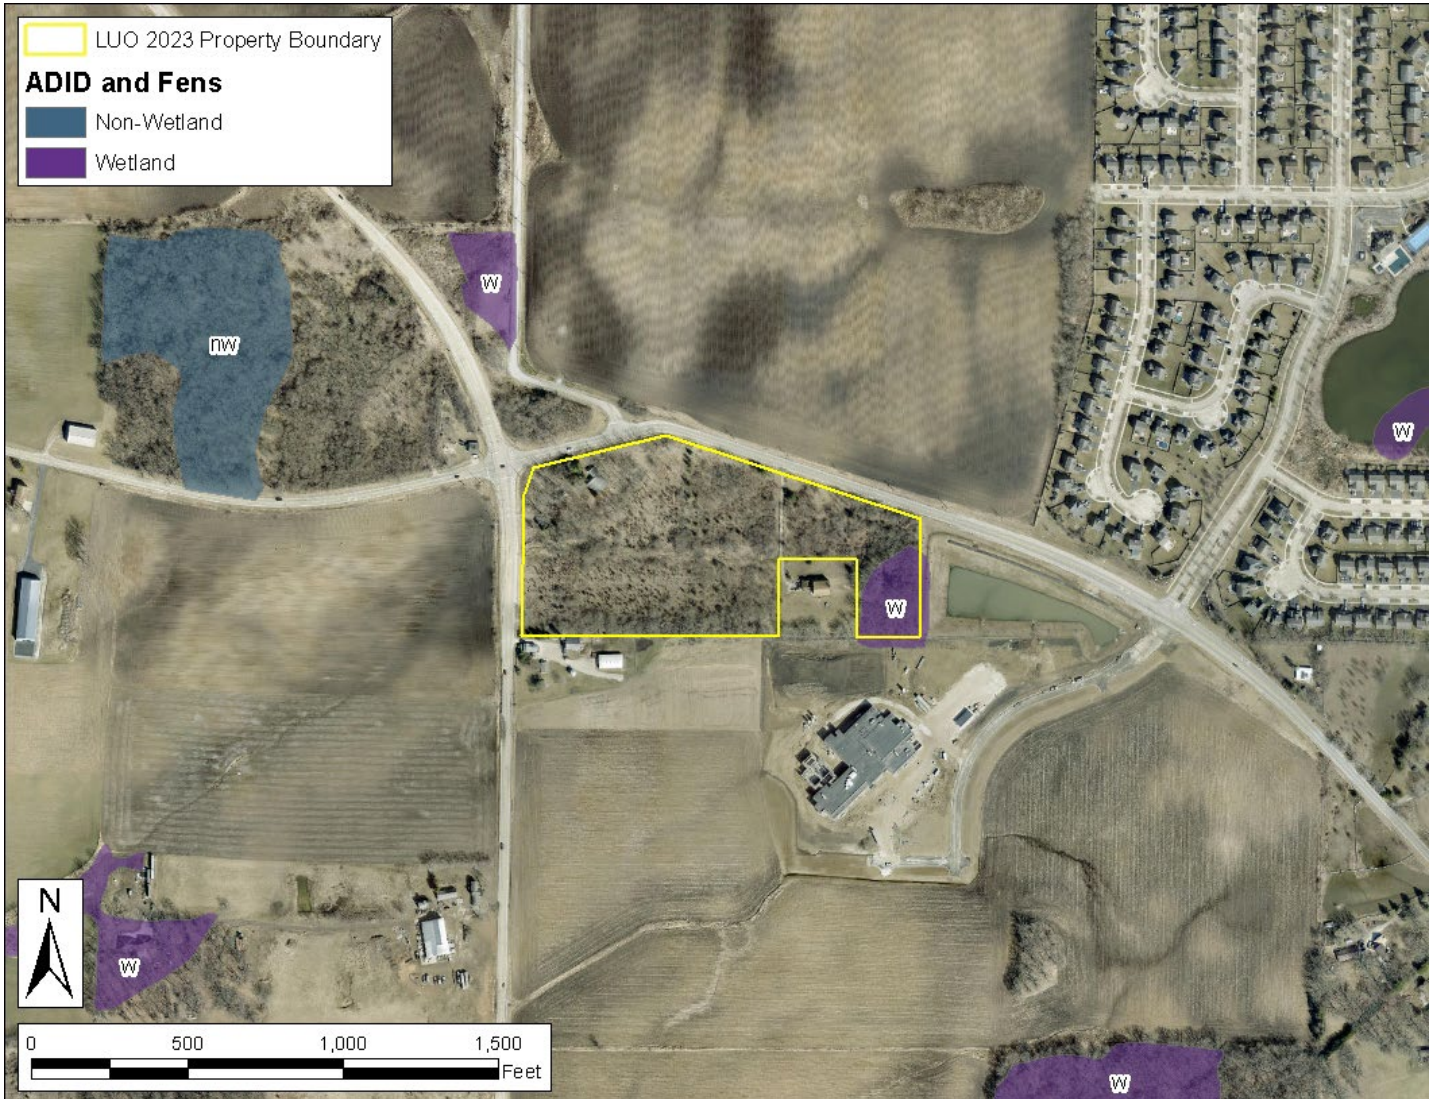 LUO 2023 Property Boundary
ADID and Fens
Non-Wetland
Wetland
W
nw
W
W
W
N
W
0 500 1,000 1,500
Feet
W